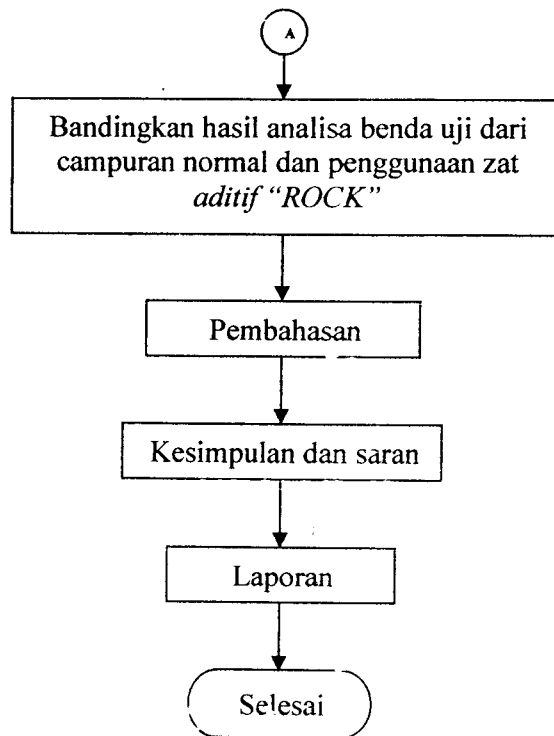 A
Bandingkan hasil analisa benda uji dari
campuran normal dan penggunaan zat
aditif “ROCK”
Pembahasan
Kesimpulan dan saran
Laporan
Selesai